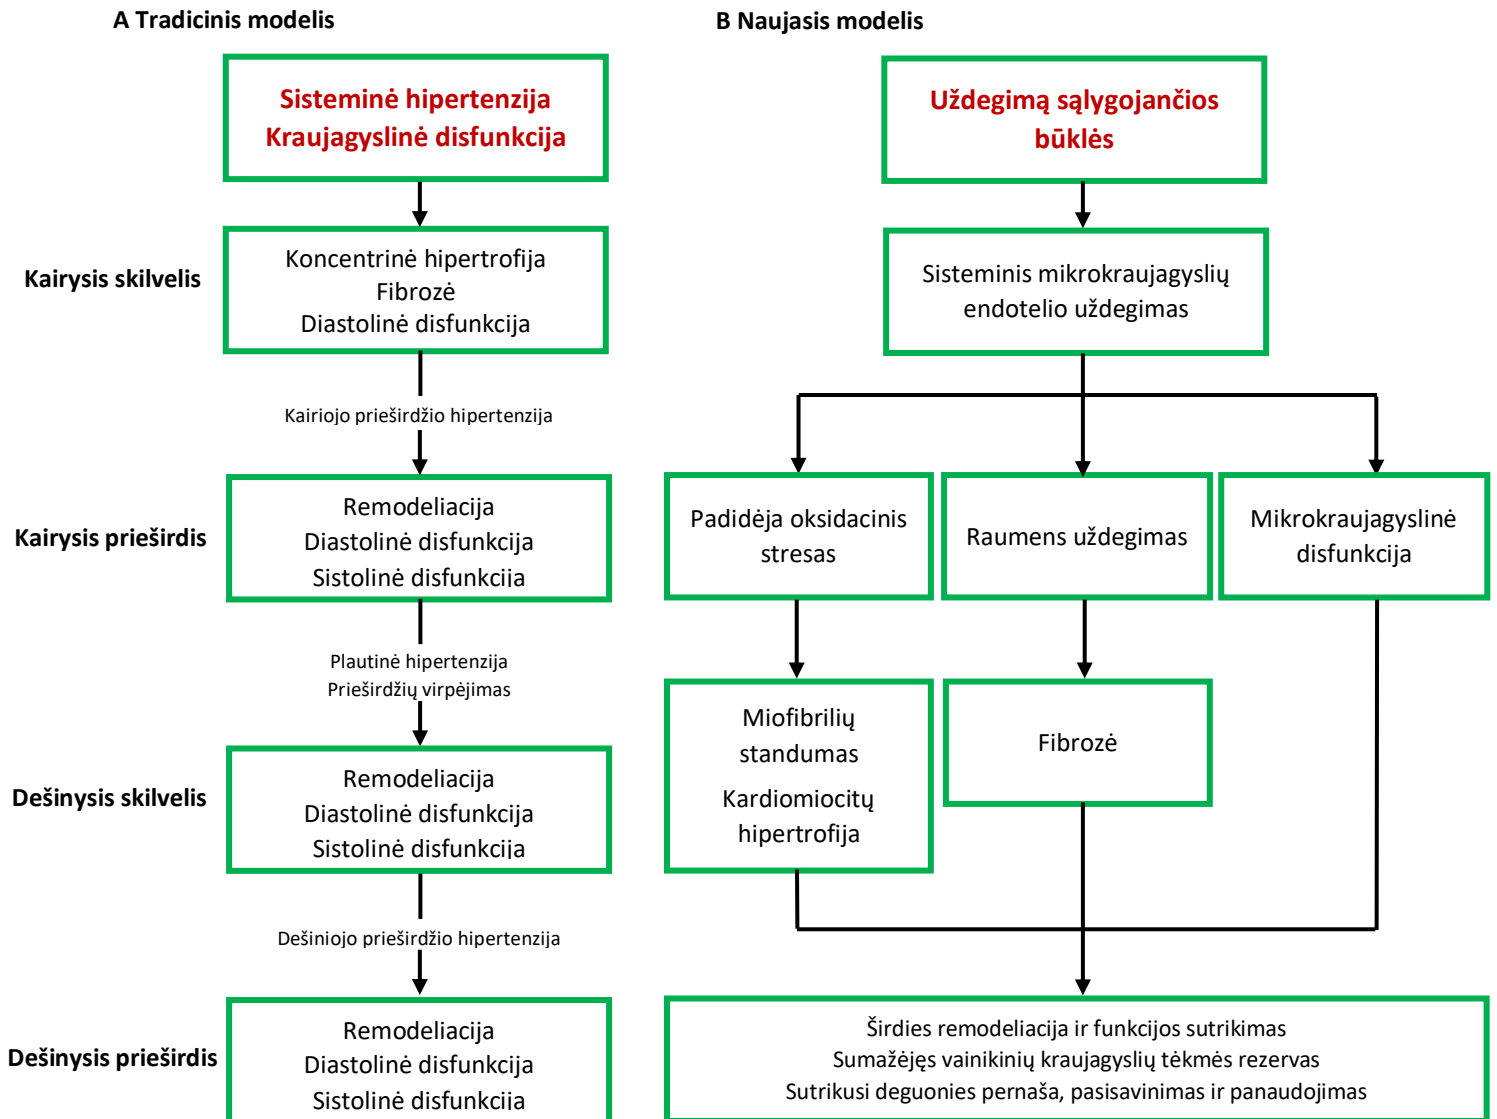 A Tradicinis modelis
Sisteminė hipertenzija
Kraujagyslinė disfunkcija
Kairysis skilvelis
Koncentrinė hipertrofija
Fibrozė
Diastolinė disfunkcija
Kairiojo prieširdžio hipertenzija
Kairysis prieširdis
Remodeliacija
Diastolinė disfunkcija
Sistolinė disfunkcija
Plautinė hipertenzija
Prieširdžių virpėjimas
Dešinysis skilvelis
Remodeliacija
Diastolinė disfunkcija
Sistolinė disfunkcija
Dešiniojo prieširdžio hipertenzija
Dešinysis prieširdis
Remodeliacija
Diastolinė disfunkcija
Sistolinė disfunkcija
B Naujasis modelis
Uždegimą sąlygojančios
būklės
Sisteminis mikrokraujagyslių
endotelio uždegimas
Padidėja oksidacinis
stresas
Raumens uždegimas
Mikrokraujagyslinė
disfunkcija
Miofibrilių
standumas
Kardiomiocitų
hipertrofija
Fibrozė
Širdies remodeliacija ir funkcijos sutrikimas
Sumažėjęs vainikinių kraujagyslių tėkmės rezervas
Sutrikusi deguonies pernaša, pasisavinimas ir panaudojimas